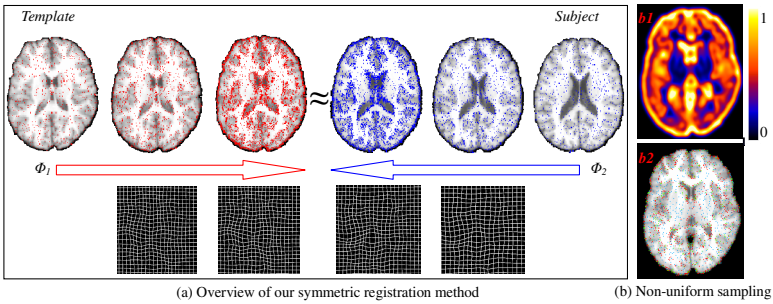 Template
Subject
≈
Φ1
Φ2
(a) Overview of our symmetric registration method
b1
1
0
b2
(b) Non-uniform sampling